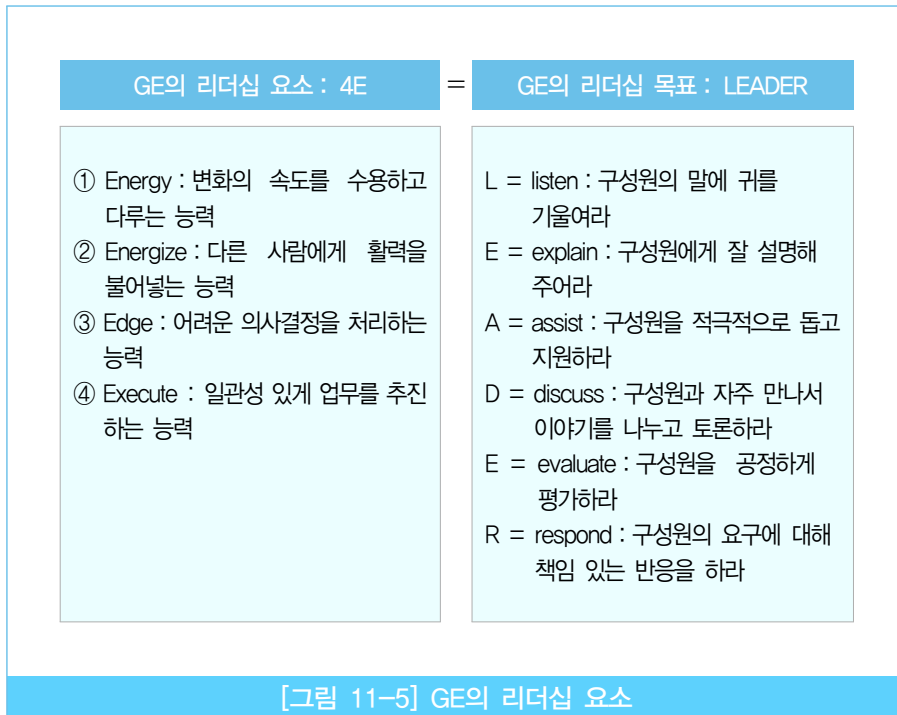 GE의 리더십 요소 : 4E = GE의 리더십 목표 : LEADER
① Energy : 변화의 속도를 수용하고
다루는 능력
② Energize : 다른 사람에게 활력을
불어넣는 능력
③ Edge : 어려운 의사결정을 처리하는
능력
④ Execute : 일관성 있게 업무를 추진
하는 능력
L = listen : 구성원의 말에 귀를
기울여라
E = explain : 구성원에게 잘 설명해
주어라
A = assist : 구성원을 적극적으로 돕고
지원하라
D = discuss : 구성원과 자주 만나서
이야기를 나누고 토론하라
E = evaluate : 구성원을 공정하게
평가하라
R = respond : 구성원의 요구에 대해
책임 있는 반응을 하라
[그림 11-5] GE의 리더십 요소